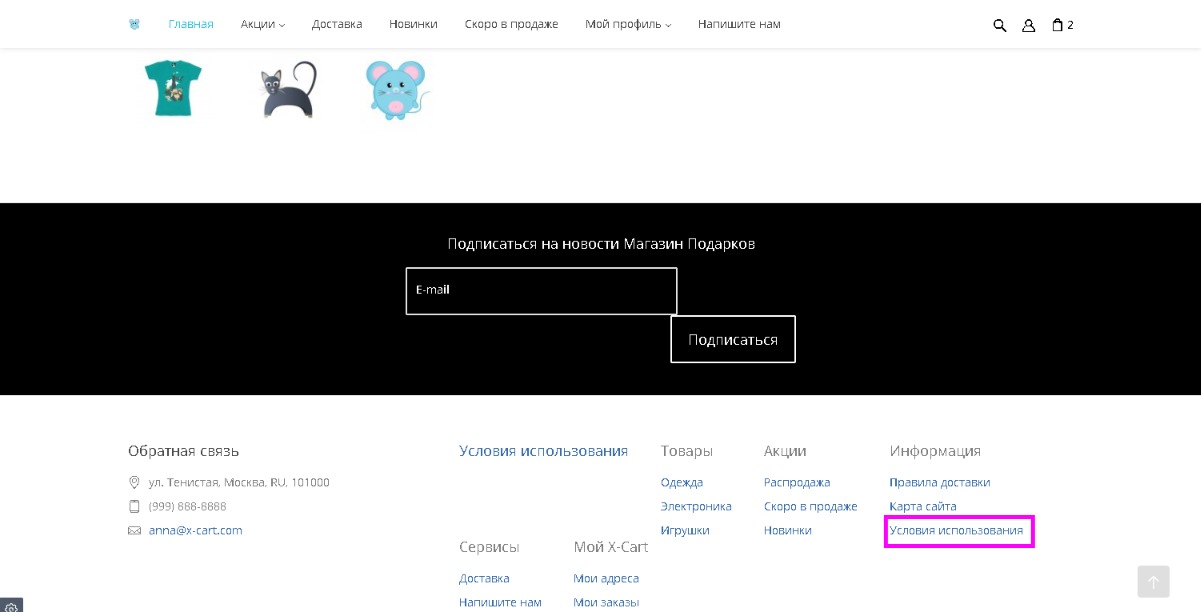 Главная Акции Доставка Новинки Скоро в продаже Мой профиль Напишите нам 2
Подписаться на новости Магазин Подарков
E-mail
Подписаться
Обратная связь
ул. Тенистая, Москва, RU, 101000
(999) 888-8888
anna@x-cart.com
Условия использования
Товары
Одежда
Электроника
Игрушки
Акции
Распродажа
Скоро в продаже
Новинки
Информация
Правила доставки
Карта сайта
Условия использования
Сервисы
Доставка
Напишите нам
Мой X-Cart
Мои адреса
Мои заказы